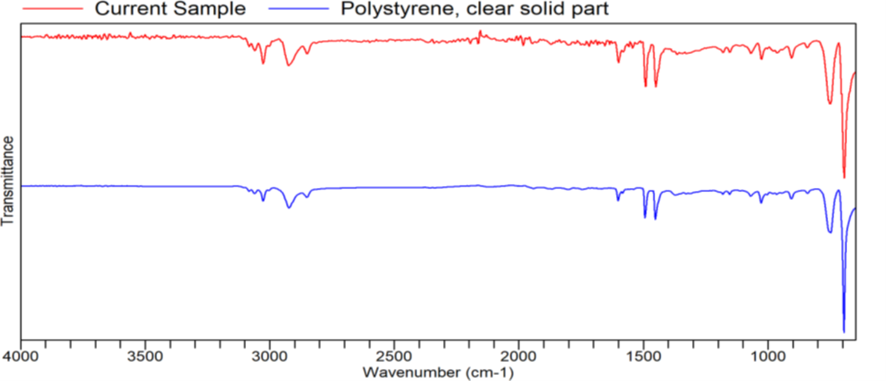 Current Sample Polystyrene, clear solid part
Transmittance
4000 3500 3000 2500 2000 1500 1000
Wavenumber (cm-1)